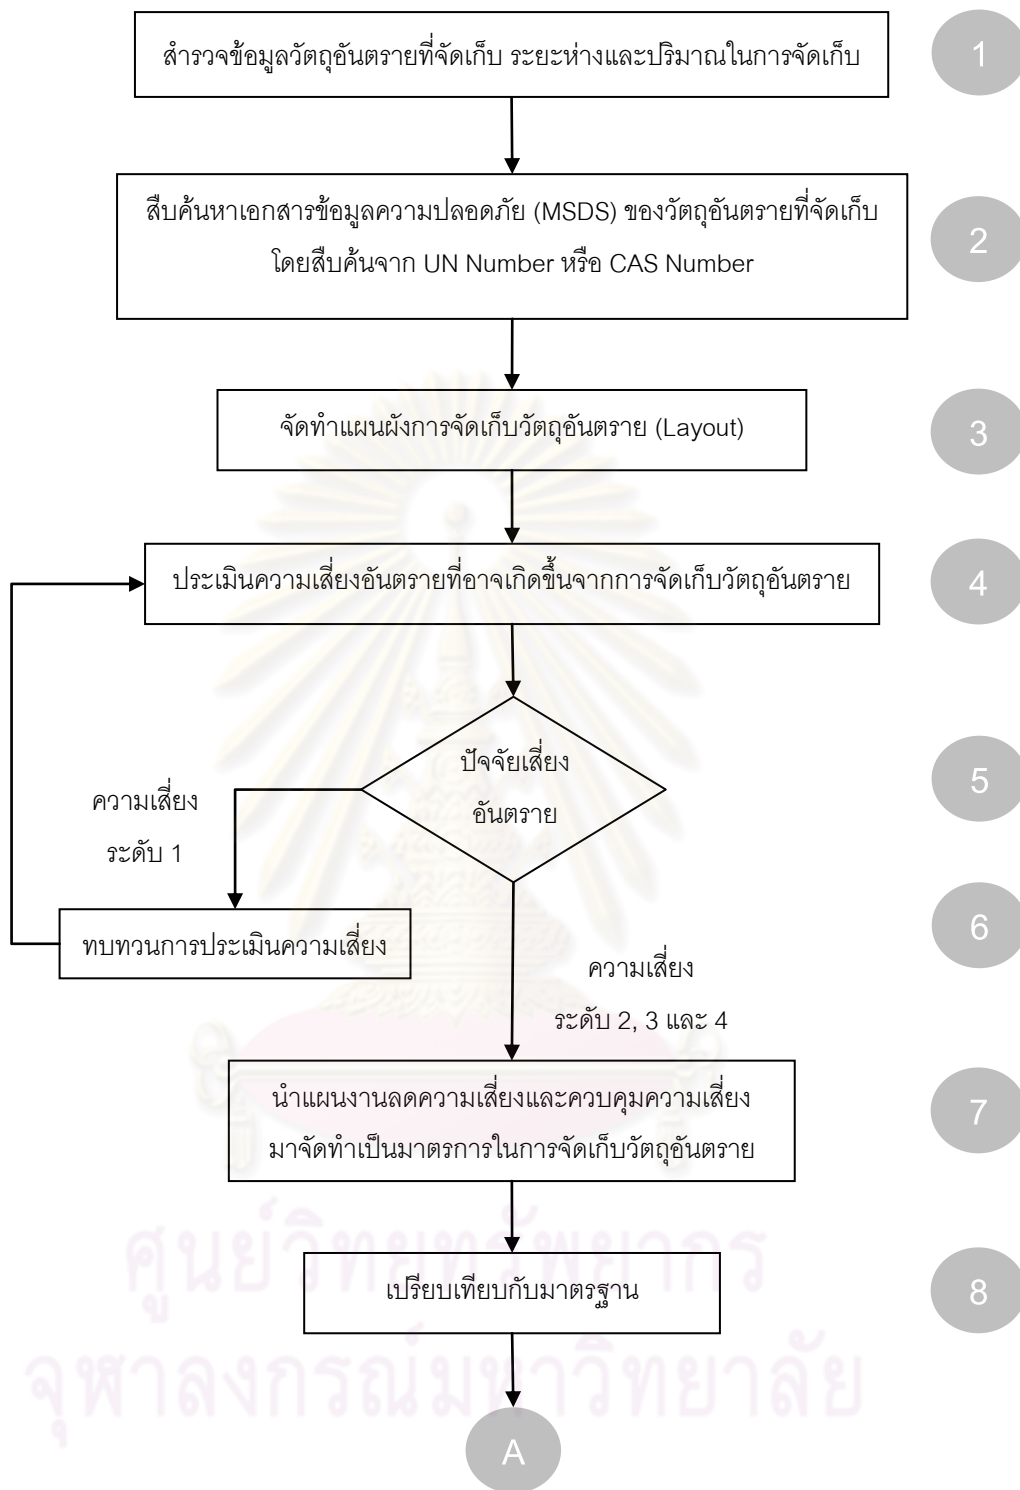 สำรวจข้อมูลวัตถุอันตรายที่จัดเก็บ ระยะห่างและปริมาณในการจัดเก็บ
1
สืบค้นหาเอกสารข้อมูลความปลอดภัย (MSDS) ของวัตถุอันตรายที่จัดเก็บ
โดยสืบค้นจาก UN Number หรือ CAS Number
2
จัดทำแผนผังการจัดเก็บวัตถุอันตราย (Layout)
3
ประเมินความเสี่ยงอันตรายที่อาจเกิดขึ้นจากการจัดเก็บวัตถุอันตราย
4
ปัจจัยเสี่ยง
อันตราย
5
ความเสี่ยง
ระดับ 1
ทบทวนการประเมินความเสี่ยง
6
ความเสี่ยง
ระดับ 2, 3 และ 4
นำแผนงานลดความเสี่ยงและควบคุมความเสี่ยง
มาจัดทำเป็นมาตรการในการจัดเก็บวัตถุอันตราย
7
ศูนย์วิทยทรัพยากร
เปรียบเทียบกับมาตรฐาน
8
จุฬาลงกรณ์มหาวิทยาลัย
A